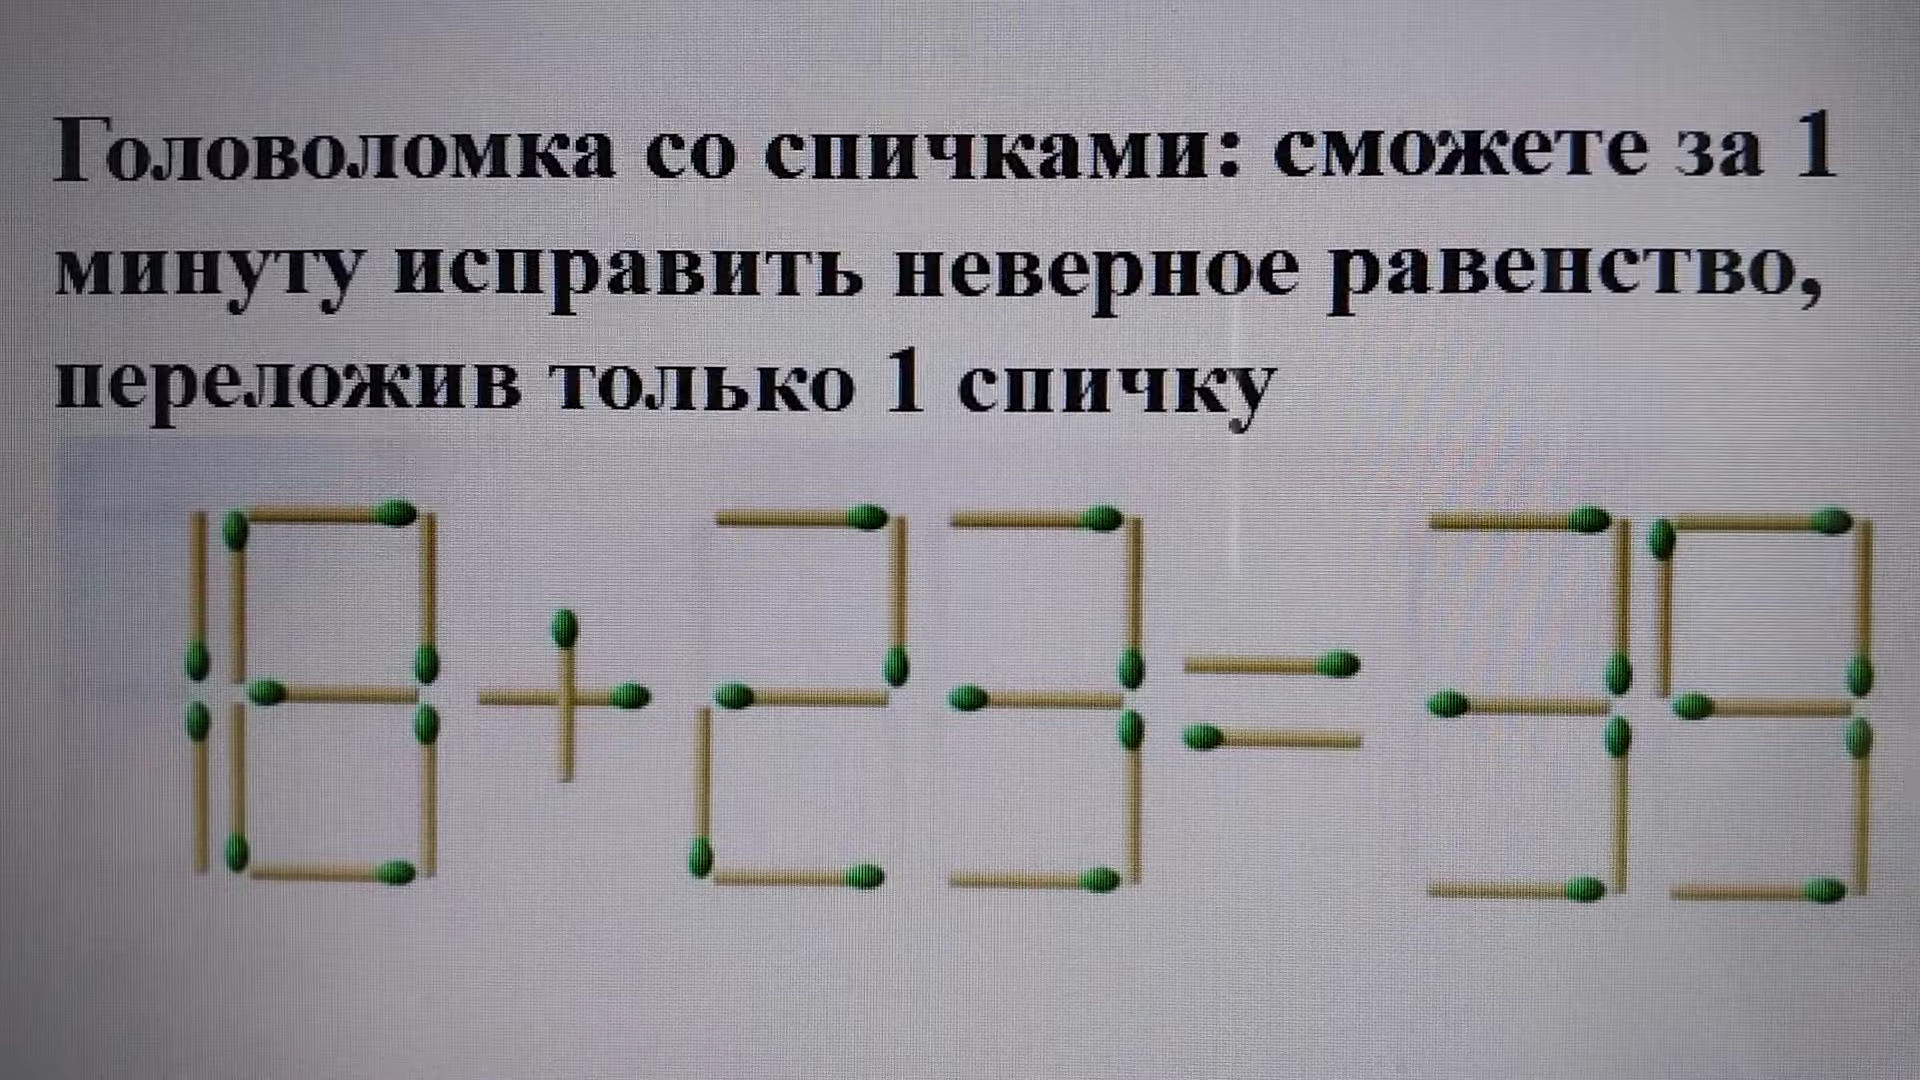 Головоломка со спичками: сможете за 1
минуту исправить неверное равенство,
переложив только 1 спичку
18+23=39